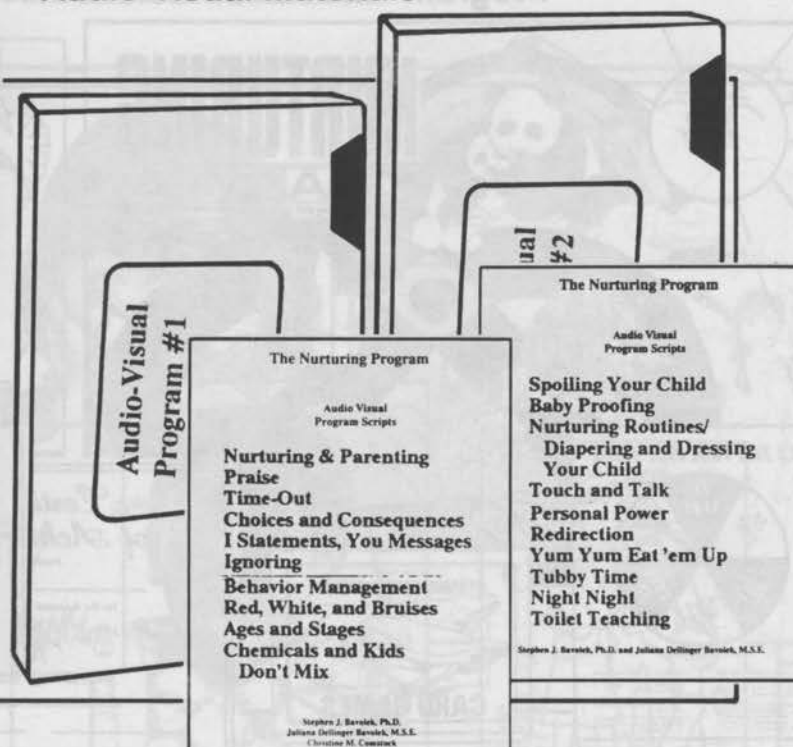 Audio-Visual
Program #1
ual
#2
The Nurturing Program
Audio Visual
Program Scripts
Nurturing & Parenting
Praise
Time-Out
Choices and Consequences
I Statements, You Messages
Ignoring
Behavior Management
Red, White, and Bruises
Ages and Stages
Chemicals and Kids
Don't Mix
Stephen J. Bavolek, Ph.D.
Juliana Dellinger Bavolek, M.S.E.
Christine M. Comstock
The Nurturing Program
Audio Visual
Program Scripts
Spoiling Your Child
Baby Proofing
Nurturing Routines/
Diapering and Dressing
Your Child
Touch and Talk
Personal Power
Redirection
Yum Yum Eat 'em Up
Tubby Time
Night Night
Toilet Teaching
Stephen J. Bavolek, Ph.D. and Juliana Dellinger Bavolek, M.S.E.